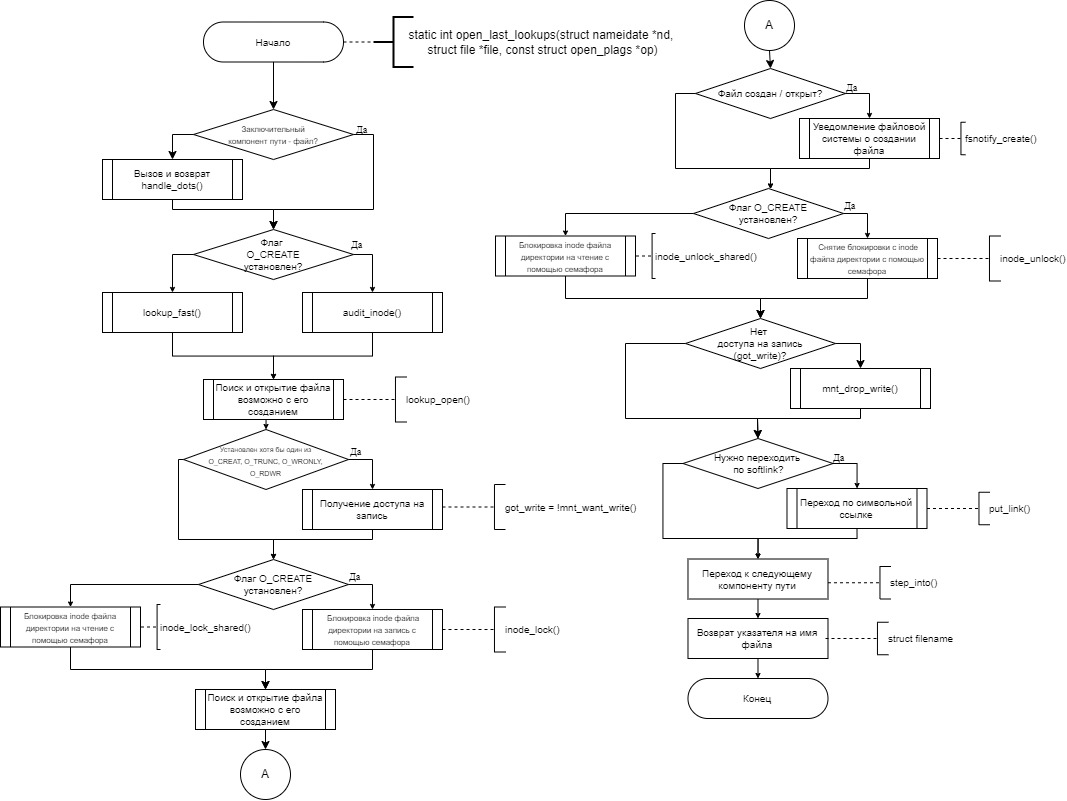 Начало
static int open_last_lookups(struct nameidate *nd,
struct file *file, const struct open_plags *op)
Заключительный
компонент пути - файл?
Да
Вызов и возврат
handle_dots()
Флаг
O_CREATE
установлен?
Да
lookup_fast()
audit_inode()
Поиск и открытие файла
возможно с его
созданием
lookup_open()
Установлен хотя бы один из
O_CREAT, O_TRUNC, O_WRONLY,
O_RDWR
Да
Получение доступа на
запись
got_write = !mnt_want_write()
Флаг O_CREATE
установлен?
Да
Блокировка inode файла
директории на чтение с
помощью семафора
inode_lock_shared()
Блокировка inode файла
директории на запись с
помощью семафора
inode_lock()
Поиск и открытие файла
возможно с его
созданием
A
A
Файл создан / открыт?
Да
Уведомление файловой
системы о создании
файла
fsnotify_create()
Флаг O_CREATE
установлен?
Да
Блокировка inode файла
директории на чтение с
помощью семафора
inode_unlock_shared()
Снятие блокировки с inode
файла директории с помощью
семафора
inode_unlock()
Нет
доступа на запись
(got_write)?
mnt_drop_write()
Нужно переходить
по softlink?
Да
Переход по символьной
ссылке
put_link()
Переход к следующему
компоненту пути
step_into()
Возврат указателя на имя
файла
struct filename
Конец